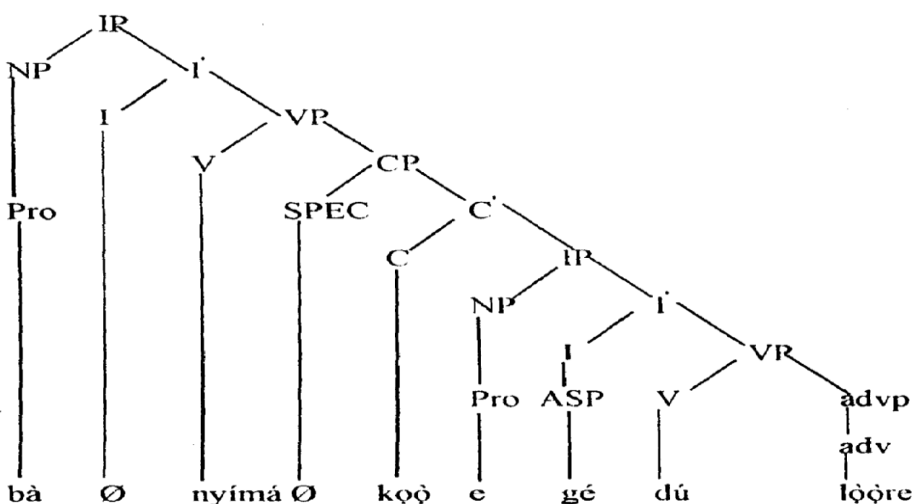 IP
NP I'
I VP
V CP
Pro SPEC C'
C IP
NP I'
I VP
Pro ASP V advp
adv
bà Ø nyímá Ø kọọ̀ e gé dú lọ̀ọ̀re